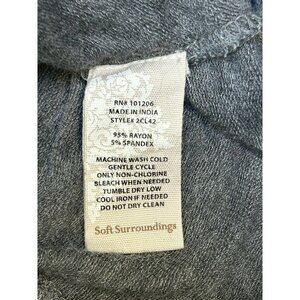 RN# 101206
MADE IN INDIA
STYLE# 2CL42
95% RAYON
5% SPANDEX
MACHINE WASH COLD
GENTLE CYCLE
ONLY NON-CHLORINE
BLEACH WHEN NEEDED
TUMBLE DRY LOW
COOL IRON IF NEEDED
DO NOT DRY CLEAN
Soft Surroundings